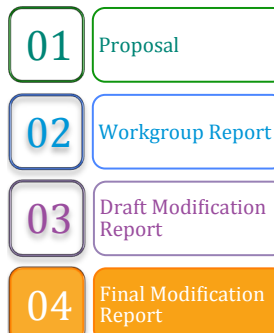 01
Proposal
02
Workgroup Report
03
Draft Modification
Report
04
Final Modification
Report